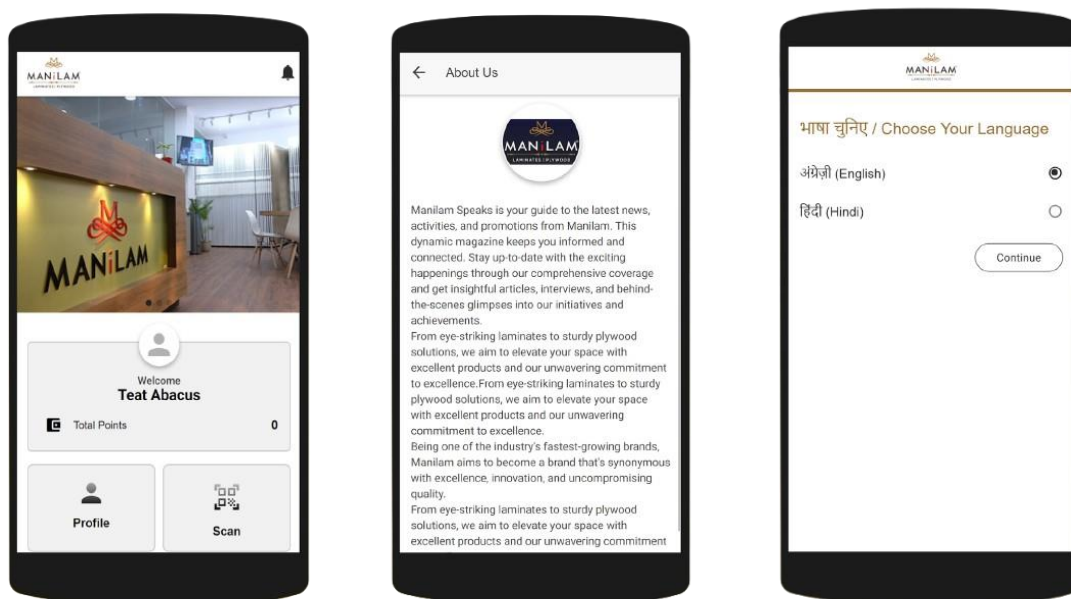 MANiLAM
LAMINATES | PLYWOOD
MANiLAM
Welcome
Teat Abacus
Total Points
0
Profile
Scan
About Us
MANiLAM
LAMINATES | PLYWOOD
Manilam Speaks is your guide to the latest news,
activities, and promotions from Manilam. This
dynamic magazine keeps you informed and
connected. Stay up-to-date with the exciting
happenings through our comprehensive coverage
and get insightful articles, interviews, and behind-
the-scenes glimpses into our initiatives and
achievements.
From eye-striking laminates to sturdy plywood
solutions, we aim to elevate your space with
excellent products and our unwavering commitment
to excellence.From eye-striking laminates to sturdy
plywood solutions, we aim to elevate your space
with excellent products and our unwavering
commitment to excellence.
Being one of the industry's fastest-growing brands,
Manilam aims to become a brand that's synonymous
with excellence, innovation, and uncompromising
quality.
From eye-striking laminates to sturdy plywood
solutions, we aim to elevate your space with
excellent products and our unwavering commitment
MANiLAM
LAMINATES | PLYWOOD
भाषा चुनिए / Choose Your Language
अंग्रेज़ी (English)
हिंदी (Hindi)
Continue